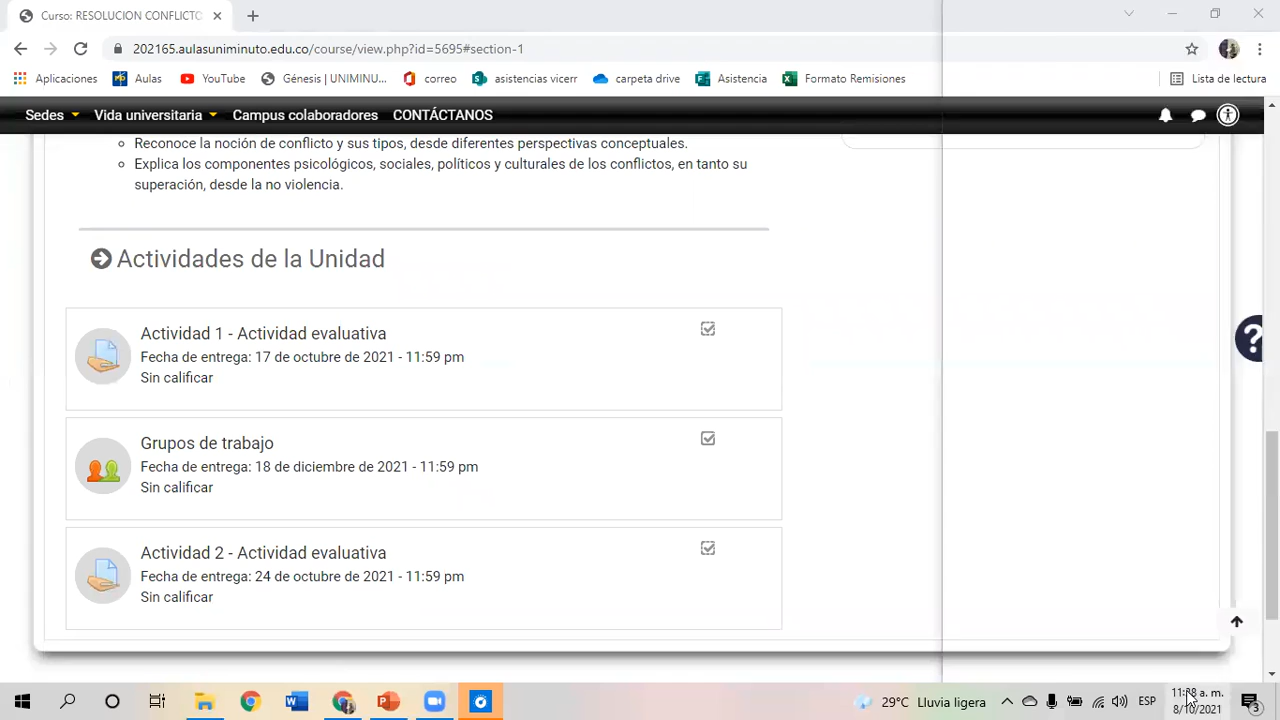 Curso: RESOLUCION CONFLICTO
202165.aulasuniminuto.edu.co/course/view.php?id=5695#section-1
Aplicaciones Aulas YouTube Génesis | UNIMINU... correo asistencias vicerr carpeta drive Asistencia Formato Remisiones Lista de lectura
Sedes Vida universitaria Campus colaboradores CONTÁCTANOS
Reconoce la noción de conflicto y sus tipos, desde diferentes perspectivas conceptuales.
Explica los componentes psicológicos, sociales, políticos y culturales de los conflictos, en tanto su
superación, desde la no violencia.
Actividades de la Unidad
Actividad 1 - Actividad evaluativa
Fecha de entrega: 17 de octubre de 2021 - 11:59 pm
Sin calificar
Grupos de trabajo
Fecha de entrega: 18 de diciembre de 2021 - 11:59 pm
Sin calificar
Actividad 2 - Actividad evaluativa
Fecha de entrega: 24 de octubre de 2021 - 11:59 pm
Sin calificar
29°C Lluvia ligera ESP a. m.
3